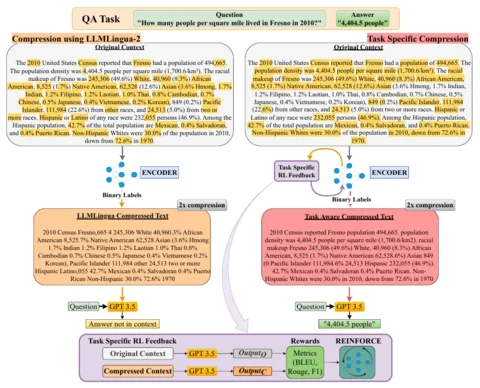 QA Task
Question
"How many people per square mile lived in Fresno in 2010?"
Answer
"4,404.5 people"
Compression using LLMLingua-2
Original Context
The 2010 United States Census reported that Fresno had a population of 494,665.
The population density was 4,404.5 people per square mile (1,700.6/km²). The racial
makeup of Fresno was 245,306 (49.6%) White, 40,960 (8.3%) African
American, 8,525 (1.7%) Native American, 62,528 (12.6%) Asian (3.6% Hmong, 1.7%
Indian, 1.2% Filipino, 1.2% Laotian, 1.0% Thai, 0.8% Cambodian, 0.7% Chinese,
0.5% Japanese, 0.4% Vietnamese, 0.2% Korean), 849 (0.2%) Pacific
Islander, 111,984 (22.6%) from other races, and 24,513 (5.0%) from two or
more races. Hispanic or Latino of any race were 232,055 persons (46.9%). Among the
Hispanic population, 42.7% of the total population are Mexican, 0.4% Salvadoran,
and 0.4% Puerto Rican. Non-Hispanic Whites were 30.0% of the population in 2010,
down from 72.6% in 1970.
ENCODER
Binary Labels
2x compression
LLMLingua Compressed Text
2010 Census Fresno,665 4 245,306 White 40,960.3% African
American 8,525.7% Native American 62,528 Asian (3.6% Hmong
1.7% Indian 1.2% Filipino 1.2% Laotian 1.0% Thai 0.8%
Cambodian 0.7% Chinese 0.5% Japanese 0.4% Vietnamese 0.2%
Korean), Pacific Islander 111,984 other 24,513 two or more
Hispanic Latino,055 42.7% Mexican 0.4% Salvadoran 0.4% Puerto
Rican Non-Hispanic Whites 30.0% 2010 72.6% 1970
Question
GPT 3.5
Answer not in context
Task Specific Compression
Original Context
The 2010 United States Census reported that Fresno had a population of 494,665. The
population density was 4,404.5 people per square mile (1,700.6/km²). The racial
makeup of Fresno was 245,306 (49.6%) White, 40,960 (8.3%) African American,
8,525 (1.7%) Native American, 62,528 (12.6%) Asian (3.6% Hmong, 1.7% Indian,
1.2% Filipino, 1.2% Laotian, 1.0% Thai, 0.8% Cambodian, 0.7% Chinese, 0.5%
Japanese, 0.4% Vietnamese, 0.2% Korean), 849 (0.2%) Pacific Islander, 111,984
(22.6%) from other races, and 24,513 (5.0%) from two or more races. Hispanic or Latino
of any race were 232,055 persons (46.9%). Among the Hispanic population,
42.7% of the total population are Mexican, 0.4% Salvadoran, and 0.4% Puerto Rican.
Non-Hispanic Whites were 30.0% of the population in 2010, down from 72.6% in
1970.
Task Specific
RL Feedback
ENCODER
Binary Labels
2x compression
Task Aware Compressed Text
2010 Census reported Fresno population 494,665. population
density was 4,404.5 people per square mile (1,700.6/km2). racial
makeup Fresno 245,306 (49.6%) White, 40,960 (8.3%) African
American, 8,525 (1.7%) Native American, 62,528 (12.6%) Asian 849
(0 Pacific Islander 111,984.6% 24,513 Hispanic 232,055 (46.9%).
42.7% Mexican 0.4% Salvadoran 0.4% Puerto Rican. Non-Hispanic
Whites 30.0% in 2010, down from 72.6% in 1970.
Question
GPT 3.5
"4,404.5 people"
Task Specific RL Feedback
Original Context
GPT 3.5
OutputO
Compressed Context
GPT 3.5
OutputC
Rewards
Metrics
(BLEU,
Rouge, F1)
REINFORCE